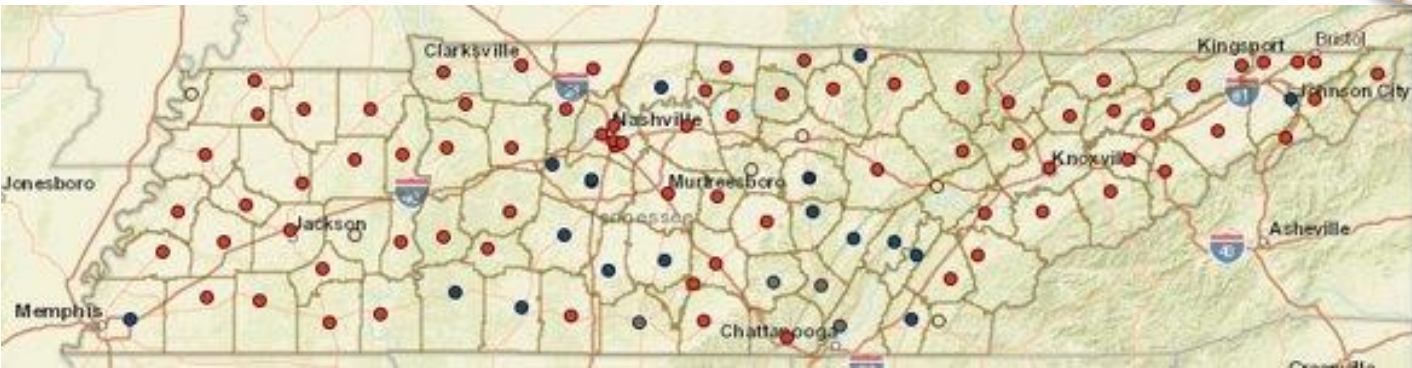 Clarksville
Kingsport
Bristol
Johnson City
Nashville
Knoxville
Jonesboro
Murfreesboro
Jackson
Asheville
Memphis
Chattanooga